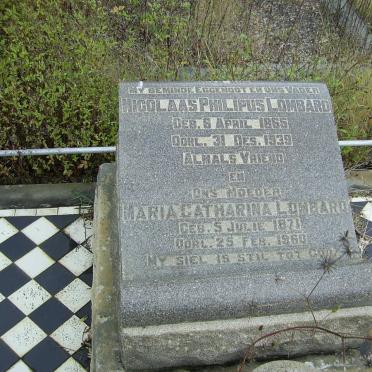 MY BEMINDE EGGENOOT EN ONS VADER
NICOLAAS PHILIPUS LOMBARD
GEB. 6 APRIL 1865
OORL. 31 DES. 1939
ALMALS VRIEND
EN
ONS MOEDER
MARIA CATHARINA LOMBARD
GEB. 5 JULIE 1871
OORL. 25 FEB. 1960
MY SIEL IS STIL TOT GOD